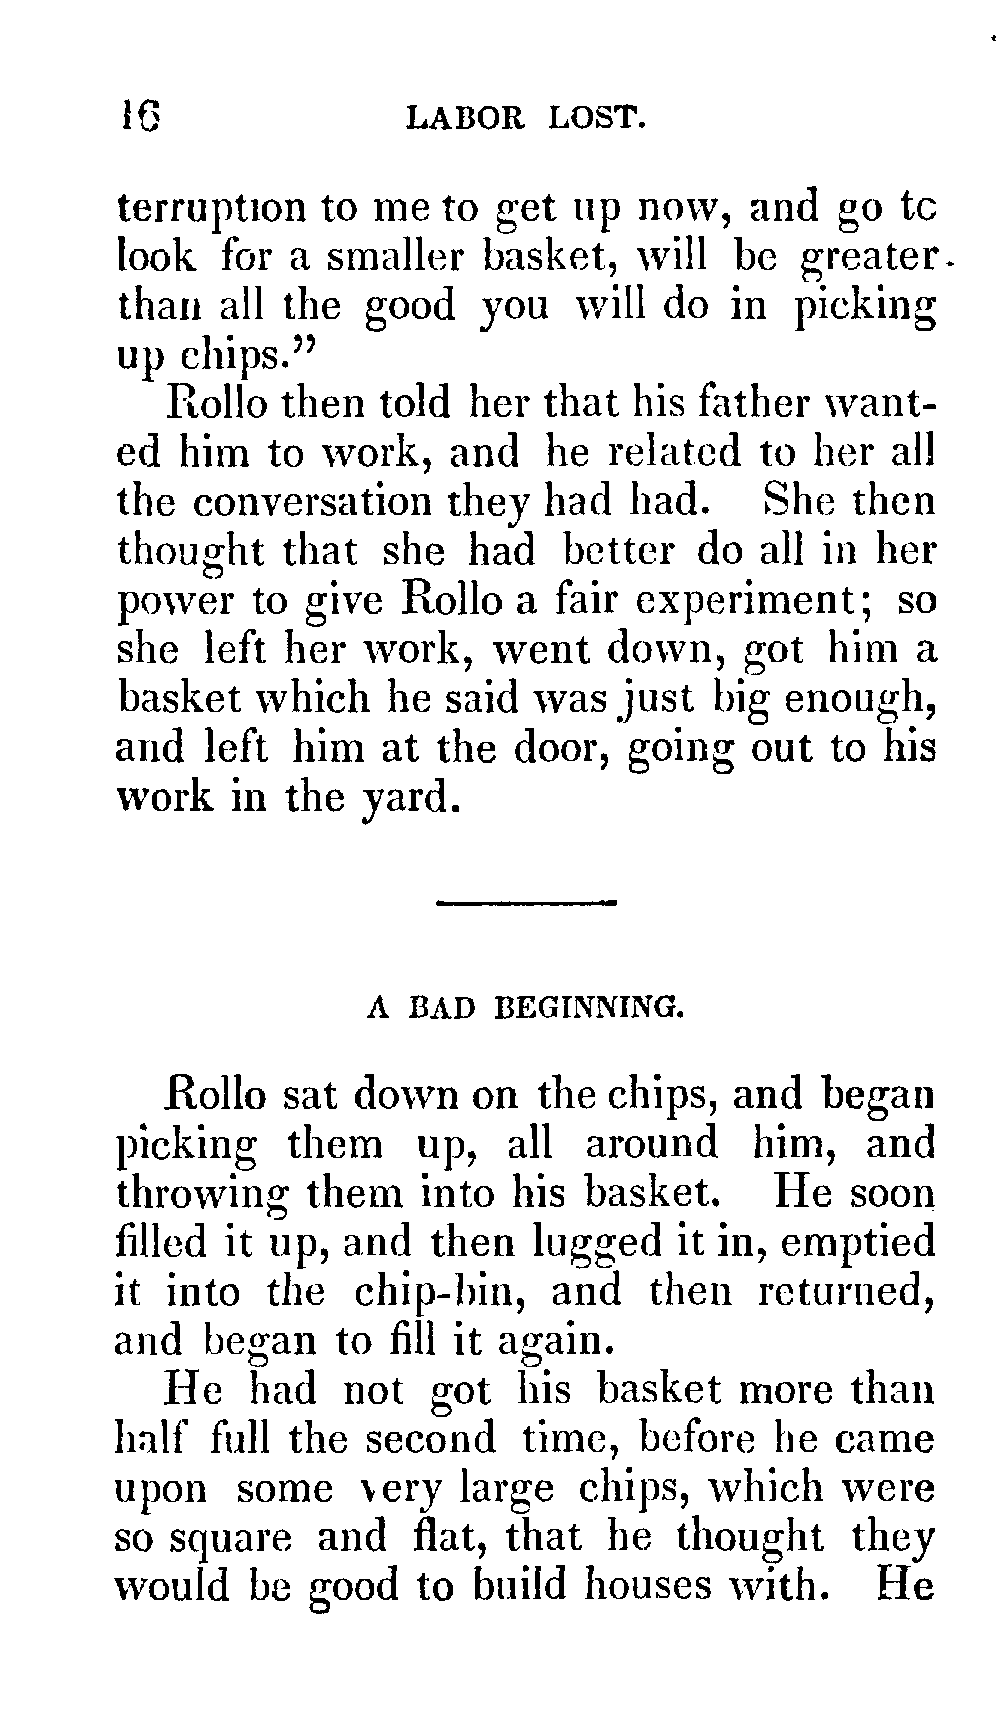 16 LABOR LOST.
terruption to me to get up now, and go to
look for a smaller basket, will be greater
than all the good you will do in picking
up chips.”
Rollo then told her that his father want-
ed him to work, and he related to her all
the conversation they had had. She then
thought that she had better do all in her
power to give Rollo a fair experiment; so
she left her work, went down, got him a
basket which he said was just big enough,
and left him at the door, going out to his
work in the yard.
A BAD BEGINNING.
Rollo sat down on the chips, and began
picking them up, all around him, and
throwing them into his basket. He soon
filled it up, and then lugged it in, emptied
it into the chip-bin, and then returned,
and began to fill it again.
He had not got his basket more than
half full the second time, before he came
upon some very large chips, which were
so square and flat, that he thought they
would be good to build houses with. He